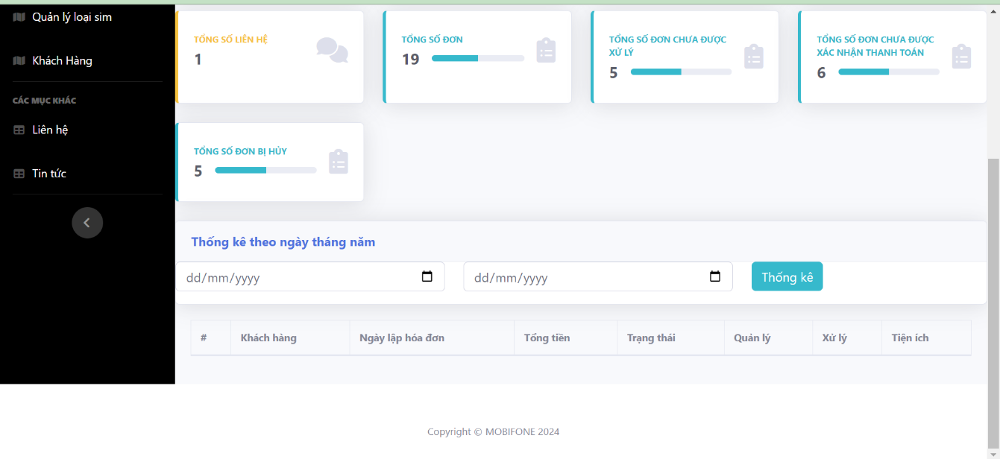 Quản lý loại sim
Khách Hàng
CÁC MỤC KHÁC
Liên hệ
Tin tức
TỔNG SỐ LIÊN HỆ
1
TỔNG SỐ ĐƠN
19
TỔNG SỐ ĐƠN CHƯA ĐƯỢC
XỬ LÝ
5
TỔNG SỐ ĐƠN CHƯA ĐƯỢC
XÁC NHẬN THANH TOÁN
6
TỔNG SỐ ĐƠN BỊ HỦY
5
Thống kê theo ngày tháng năm
dd/mm/yyyy dd/mm/yyyy Thống kê
# Khách hàng Ngày lập hóa đơn Tổng tiền Trạng thái Quản lý Xử lý Tiện ích
Copyright © MOBIFONE 2024